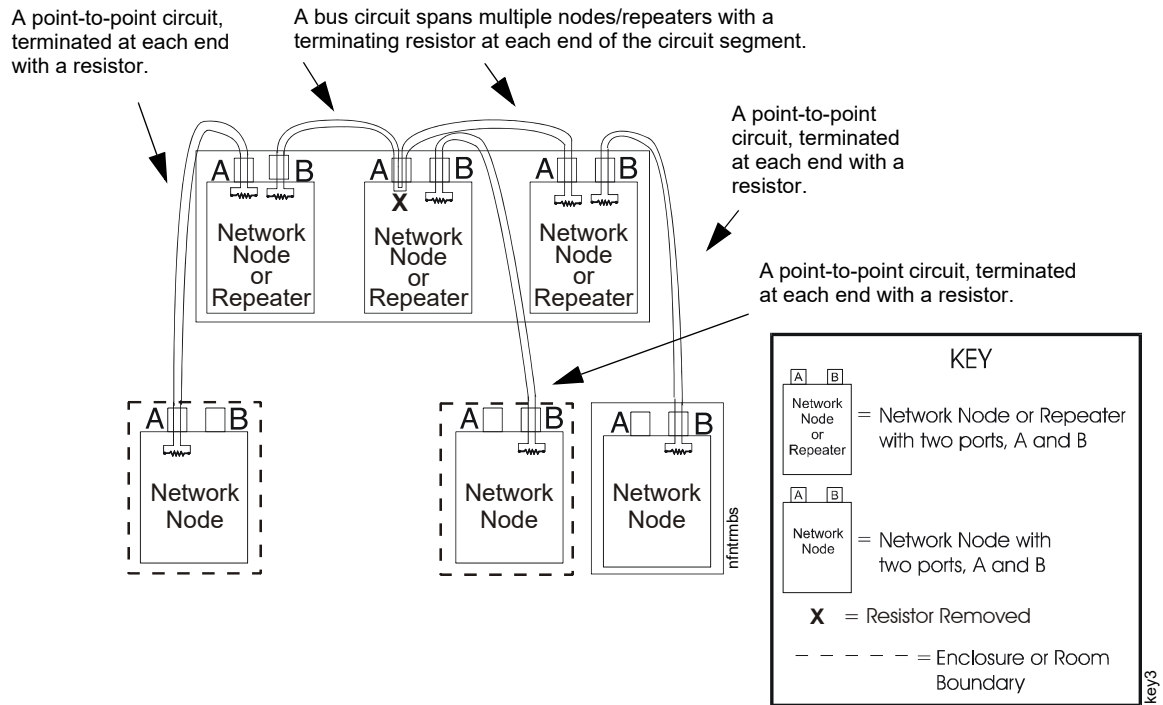 A point-to-point circuit,
terminated at each end
with a resistor.
A bus circuit spans multiple nodes/repeaters with a
terminating resistor at each end of the circuit segment.
A point-to-point
circuit, terminated
at each end with a
resistor.
A point-to-point circuit, terminated
at each end with a resistor.
A B
Network
Node
or
Repeater
A B
X
Network
Node
or
Repeater
A B
Network
Node
or
Repeater
A B
Network
Node
A B
Network
Node
A B
Network
Node
nfntrmbs
KEY
A B
Network
Node
or
Repeater
= Network Node or Repeater
with two ports, A and B
A B
Network
Node
= Network Node with
two ports, A and B
X = Resistor Removed
= Enclosure or Room
Boundary
key3